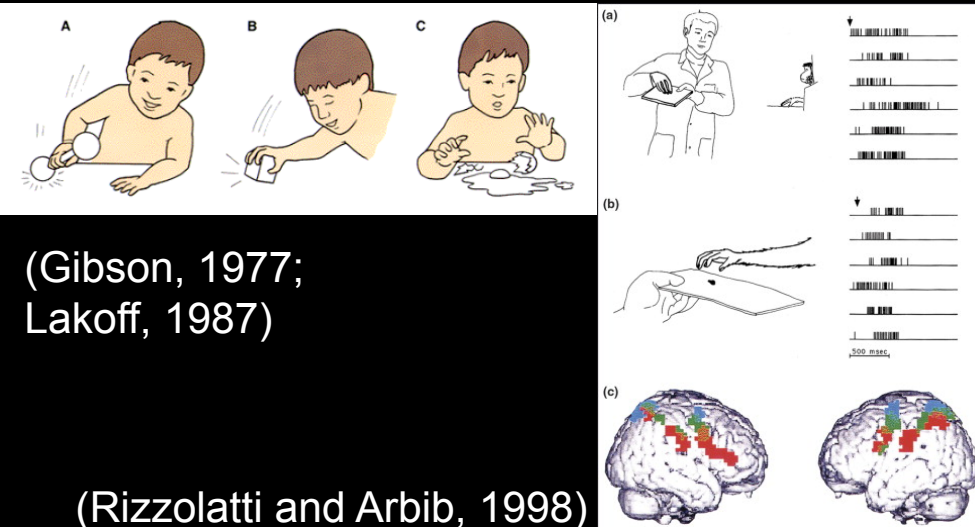 A B C
(Gibson, 1977;
Lakoff, 1987)
(Rizzolatti and Arbib, 1998)
(a)
(b)
500 msec
(c)